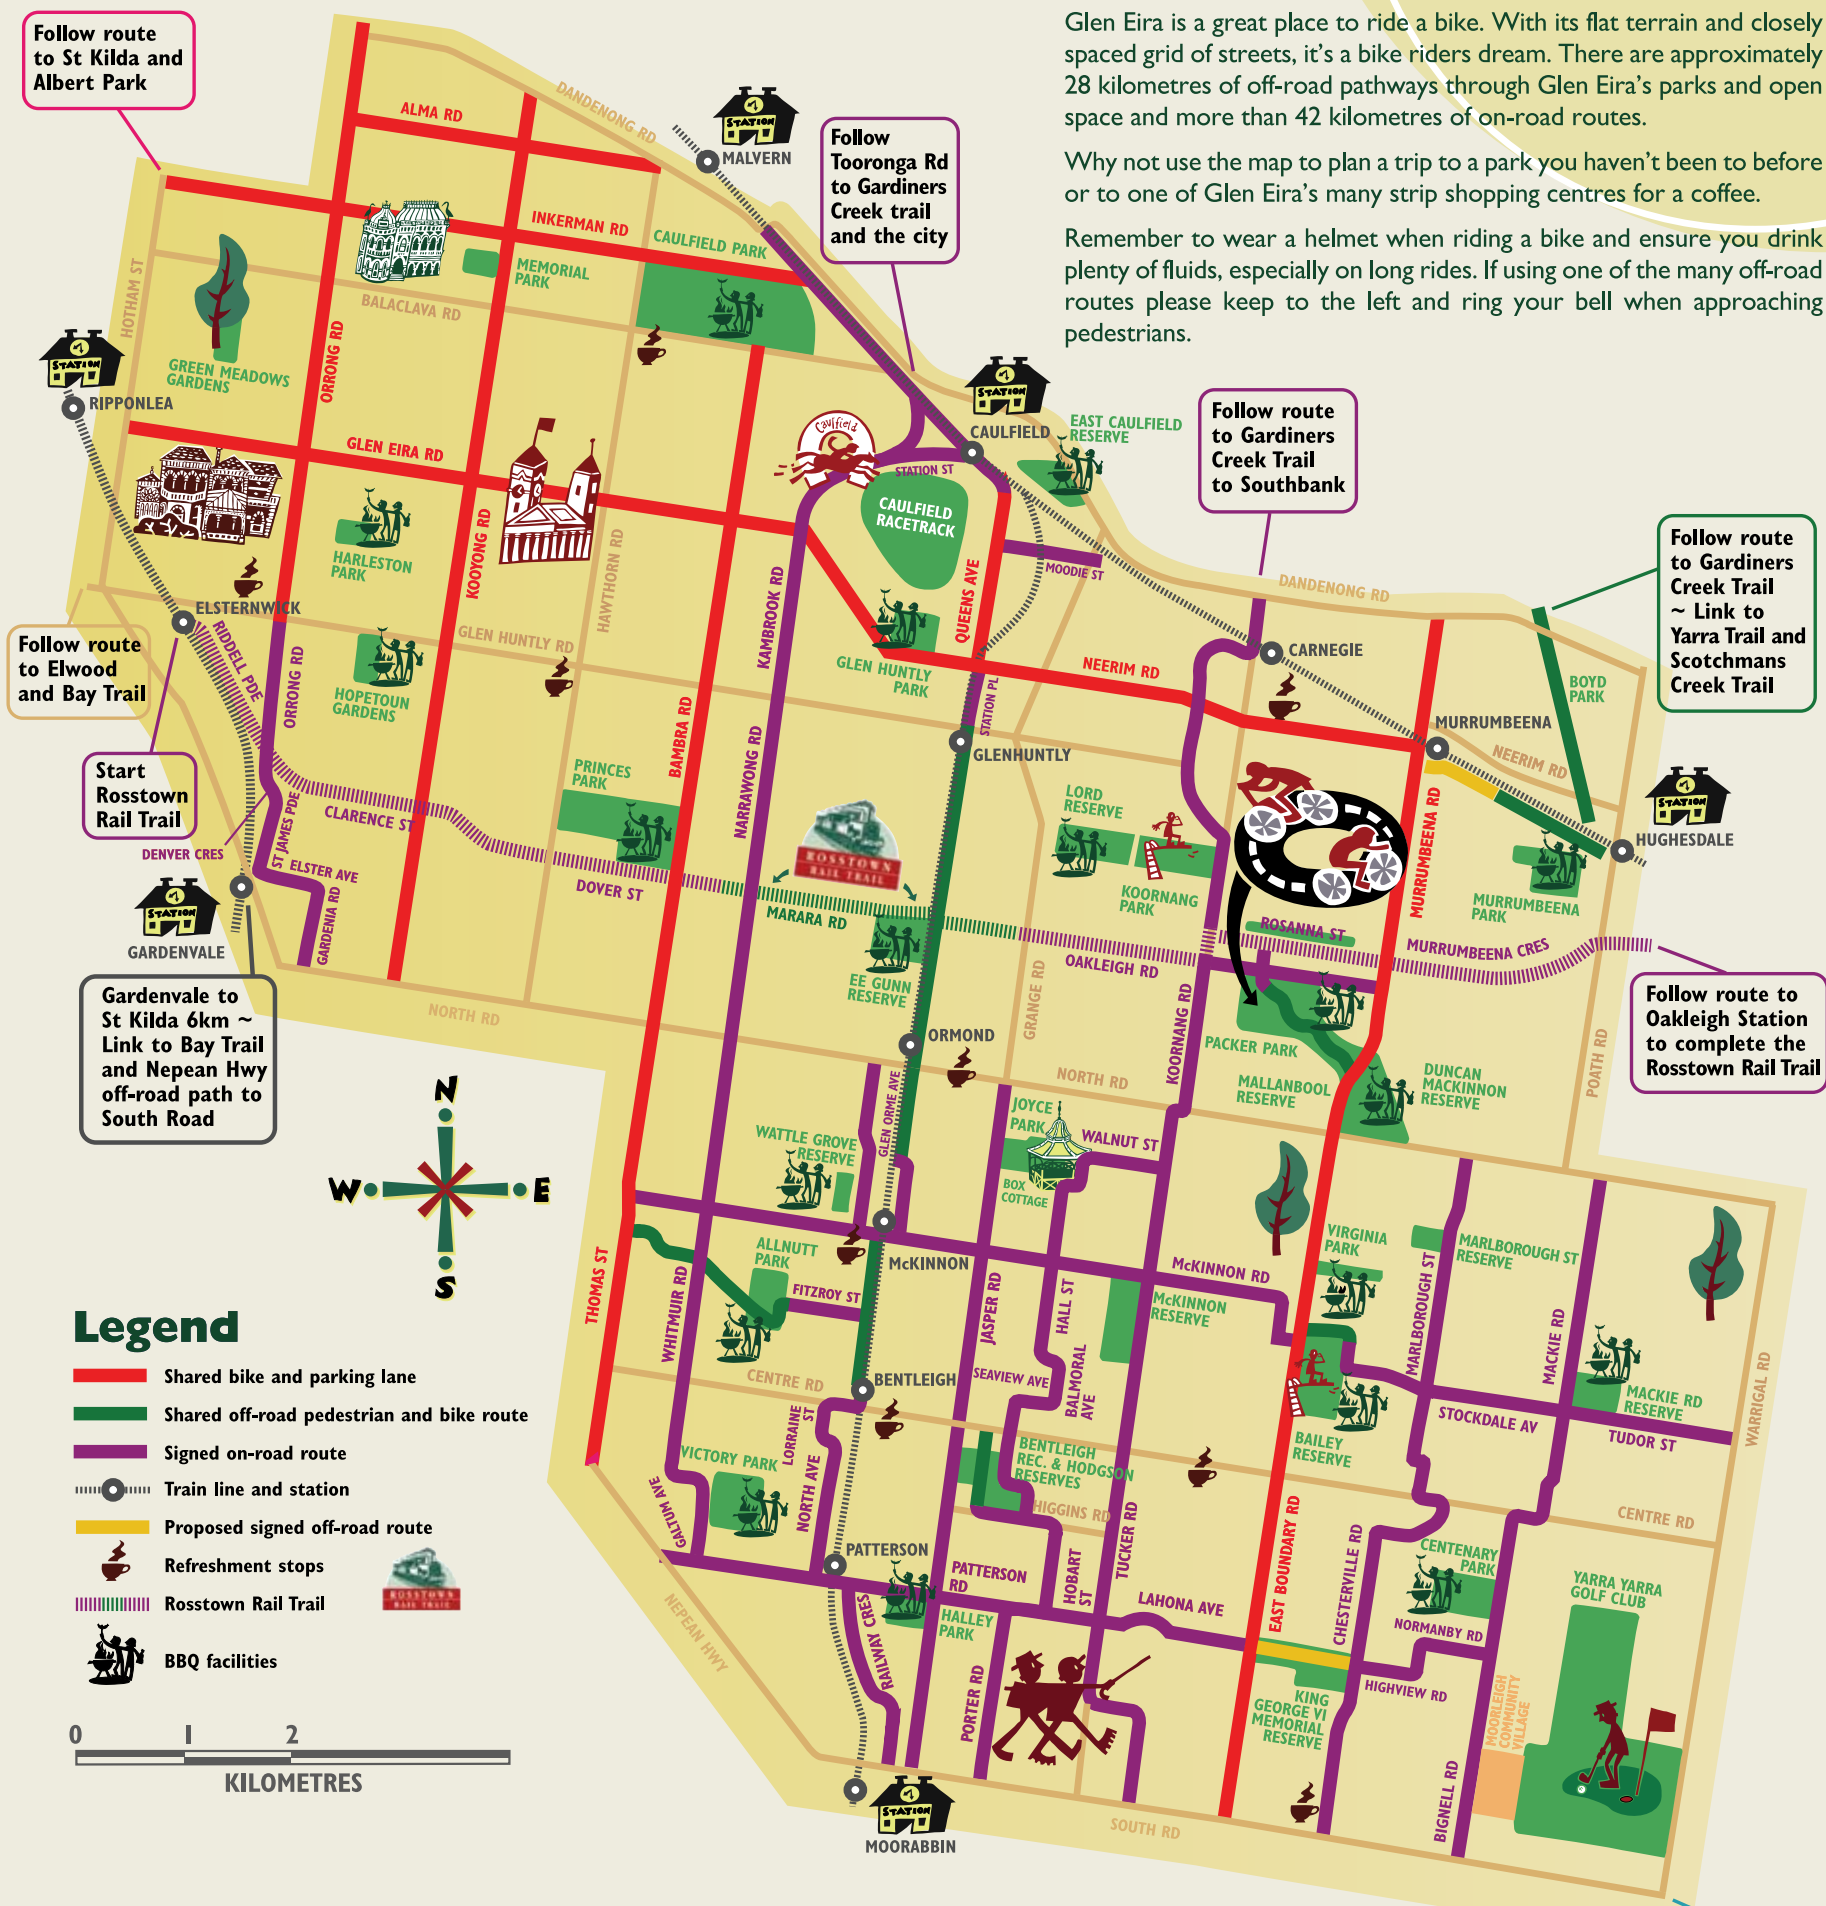 Follow route
to St Kilda and
Albert Park
Glen Eira is a great place to ride a bike. With its flat terrain and closely
spaced grid of streets, it's a bike riders dream. There are approximately
28 kilometres of off-road pathways through Glen Eira's parks and open
space and more than 42 kilometres of on-road routes.
Why not use the map to plan a trip to a park you haven't been to before
or to one of Glen Eira's many strip shopping centres for a coffee.
Remember to wear a helmet when riding a bike and ensure you drink
plenty of fluids, especially on long rides. If using one of the many off-road
routes please keep to the left and ring your bell when approaching
pedestrians.
DANDENONG RD
ALMA RD
STATION
MALVERN
Follow
Tooronga Rd
to Gardiners
Creek trail
and the city
INKERMAN RD
CAULFIELD PARK
MEMORIAL
PARK
HOTHAM ST
BALACLAVA RD
STATION
RIPPONLEA
GREEN MEADOWS
GARDENS
ORRONG RD
STATION
CAULFIELD
EAST CAULFIELD
RESERVE
Follow route
to Gardiners
Creek Trail
to Southbank
GLEN EIRA RD
Caulfield
STATION ST
CAULFIELD
RACETRACK
KOOYONG RD
HARLESTON
PARK
HAWTHORN RD
QUEENS AVE
MOODIE ST
DANDENONG RD
Follow route
to Gardiners
Creek Trail
~ Link to
Yarra Trail and
Scotchmans
Creek Trail
ELSTERNWICK
KAMBROOK RD
Follow route
to Elwood
and Bay Trail
RIDDELL PDE
ORRONG RD
GLEN HUNTLY RD
GLEN HUNTLY
PARK
NEERIM RD
CARNEGIE
BOYD
PARK
HOPETOUN
GARDENS
STATION PL
BAMBRA RD
NARRAWONG RD
GLENHUNTLY
MURRUMBEENA
NEERIM RD
Start
Rosstown
Rail Trail
PRINCES
PARK
LORD
RESERVE
MURRUMBEENA RD
STATION
HUGHESDALE
ST JAMES PDE
CLARENCE ST
DENVER CRES
ROSSTOWN
RAIL TRAIL
ELSTER AVE
GARDENIA RD
STATION
GARDENVALE
DOVER ST
MARARA RD
KOORNANG
PARK
MURRUMBEENA
PARK
ROSANNA ST
MURRUMBEENA CRES
OAKLEIGH RD
EE GUNN
RESERVE
GRANGE RD
KOORNANG RD
Gardenvale to
St Kilda 6km ~
Link to Bay Trail
and Nepean Hwy
off-road path to
South Road
NORTH RD
Follow route to
Oakleigh Station
to complete the
Rosstown Rail Trail
ORMOND
PACKER PARK
POATH RD
NORTH RD
MALLANBOOL
RESERVE
DUNCAN
MACKINNON
RESERVE
N
W
E
S
GLEN ORME AVE
JOYCE
PARK
WALNUT ST
WATTLE GROVE
RESERVE
BOX
COTTAGE
THOMAS ST
ALLNUTT
PARK
McKINNON
McKINNON RD
VIRGINIA
PARK
MARLBOROUGH ST
RESERVE
MARLBOROUGH ST
FITZROY ST
WHITMUIR RD
JASPER RD
HALL ST
McKINNON
RESERVE
MACKIE RD
Legend
Shared bike and parking lane
Shared off-road pedestrian and bike route
Signed on-road route
Train line and station
Proposed signed off-road route
Refreshment stops
Rosstown Rail Trail
ROSSTOWN
RAIL TRAIL
BBQ facilities
0 1 2
KILOMETRES
CENTRE RD
BENTLEIGH
SEAVIEW AVE
BALMORAL
AVE
MACKIE RD
RESERVE
WARRIGAL RD
STOCKDALE AV
TUDOR ST
LORRAINE
ST
VICTORY PARK
BENTLEIGH
REC. & HODGSON
RESERVES
BAILEY
RESERVE
GALTUM AVE
NORTH AVE
HIGGINS RD
TUCKER RD
EAST BOUNDARY RD
CENTRE RD
PATTERSON
PATTERSON
RD
HOBART
ST
CHESTERVILLE RD
CENTENARY
PARK
YARRA YARRA
GOLF CLUB
NEPEAN HWY
RAILWAY CRES
HALLEY
PARK
LAHONA AVE
NORMANBY RD
HIGHVIEW RD
PORTER RD
KING
GEORGE VI
MEMORIAL
RESERVE
MOORLEIGH
COMMUNITY
VILLAGE
STATION
MOORABBIN
SOUTH RD
BIGNELL RD